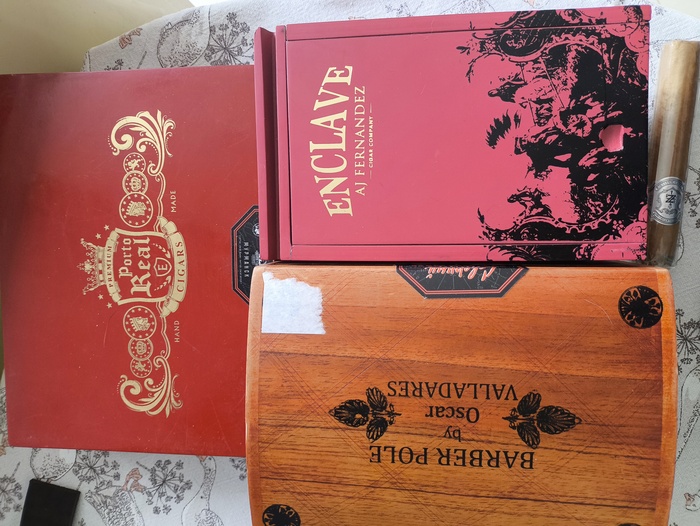 PREMIUM
Porto
Real
E
CIGARS
HAND
MADE
ENCLAVE
AJ FERNANDEZ
— CIGAR COMPANY —
BARBER POLE
by
Oscar
VALLADARES